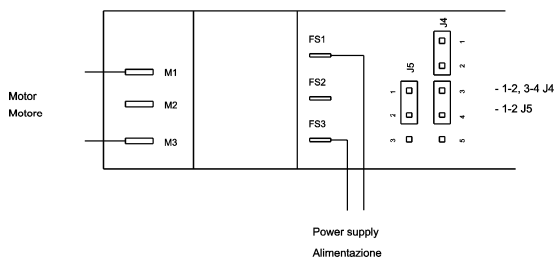 Motor
Motore
M1
M2
M3
FS1
FS2
FS3
J5
1
2
3
J4
1
2
3
4
5
- 1-2, 3-4 J4
- 1-2 J5
Power supply
Alimentazione